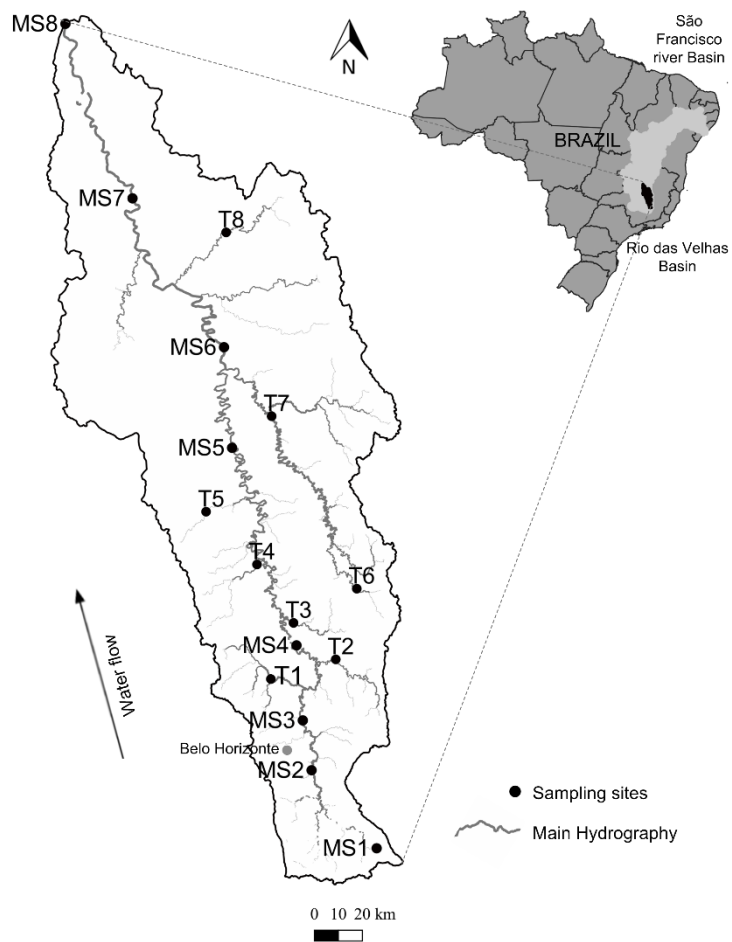 MS8
N
São
Francisco
river Basin
BRAZIL
MS7
T8
Rio das Velhas
Basin
MS6
T7
MS5
T5
T4
T6
T3
MS4
T2
T1
Water flow
MS3
Belo Horizonte
MS2
Sampling sites
MS1
Main Hydrography
0 10 20 km